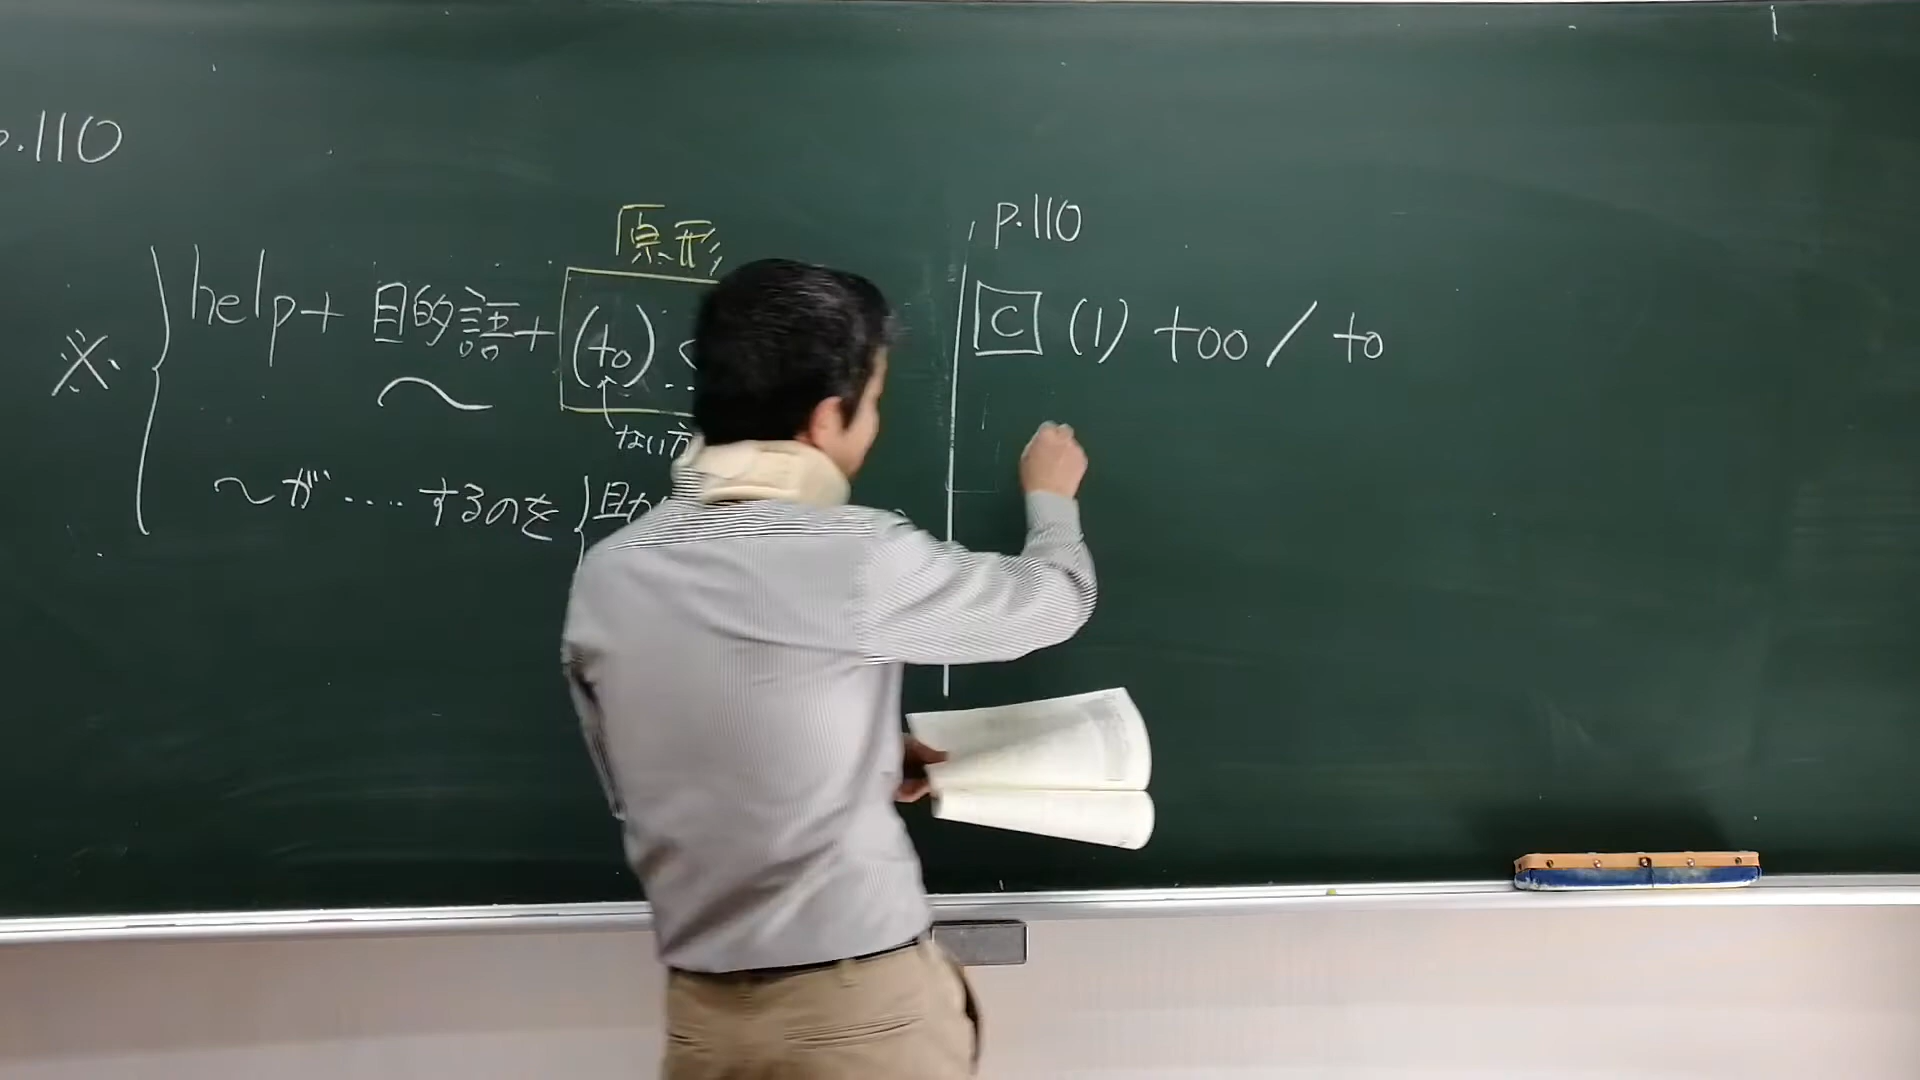 p.110
原形
※ help + 目的語 + (to)
〜
ない方
〜が‥‥するのを
p.110
C (1) too / to